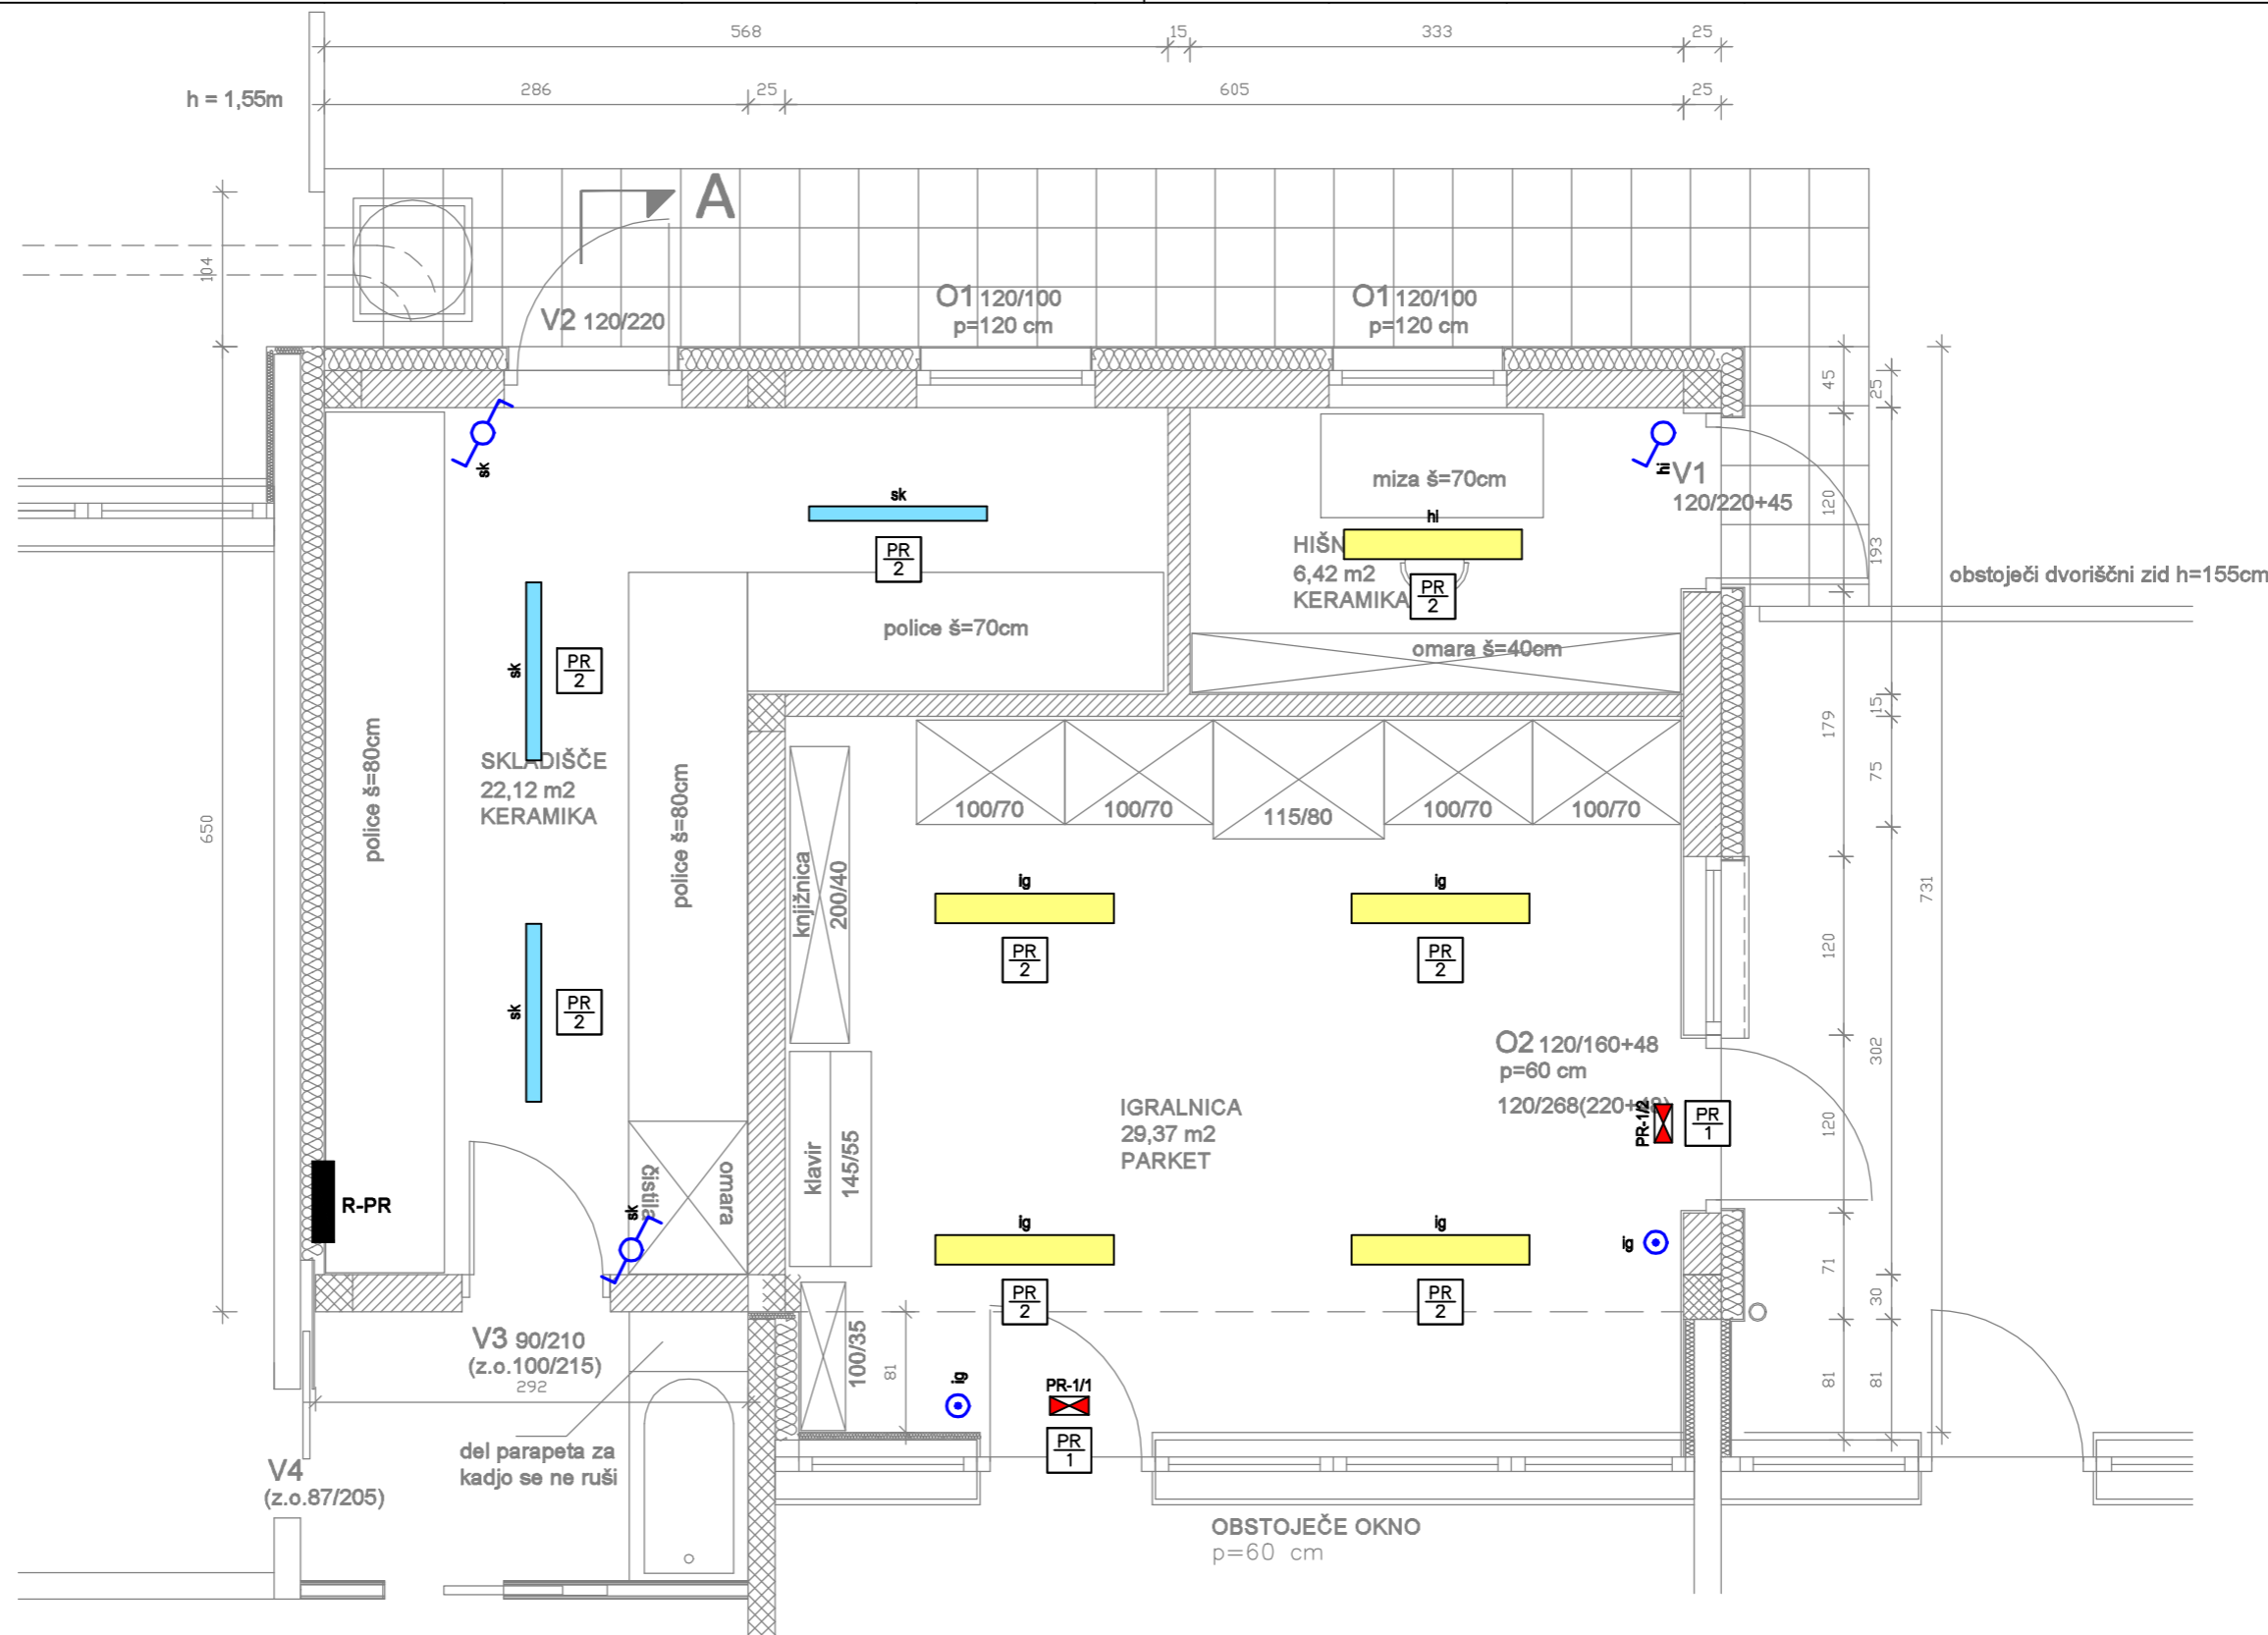 568
15
333
25
h = 1,55m
286
25
605
25
A
104
V2 120/220
O1 120/100
p=120 cm
O1 120/100
p=120 cm
45
25
sk
sk
PR
2
miza š=70cm
hi
HIŠN
6,42 m2
KERAMIKA
PR
2
hi
V1
120/220+45
120
193
obstoječi dvoriščni zid h=155cm
sk
PR
2
police š=70cm
omara š=40cm
15
179
75
police š=80cm
SKLADIŠČE
22,12 m2
KERAMIKA
police š=80cm
650
100/70
100/70
115/80
100/70
100/70
knjižnica
200/40
ig
PR
2
ig
PR
2
731
120
302
sk
PR
2
O2 120/160+48
p=60 cm
120/268(220+48)
PR-1/2
PR
1
120
IGRALNICA
29,37 m2
PARKET
klavir
145/55
R-PR
čistila
omara
sk
ig
PR
2
ig
PR
2
ig
71
30
V3 90/210
(z.o.100/215)
292
100/35
81
ig
PR-1/1
PR
1
81
81
del parapeta za
kadjo se ne ruši
V4
(z.o.87/205)
OBSTOJEČE OKNO
p=60 cm